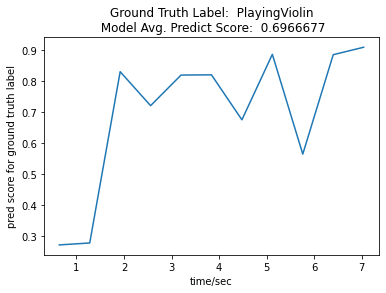 Ground Truth Label:  PlayingViolin
Model Avg. Predict Score:  0.6966677
0.9
0.8
0.7
0.6
0.5
0.4
0.3
pred score for ground truth label
1 2 3 4 5 6 7
time/sec